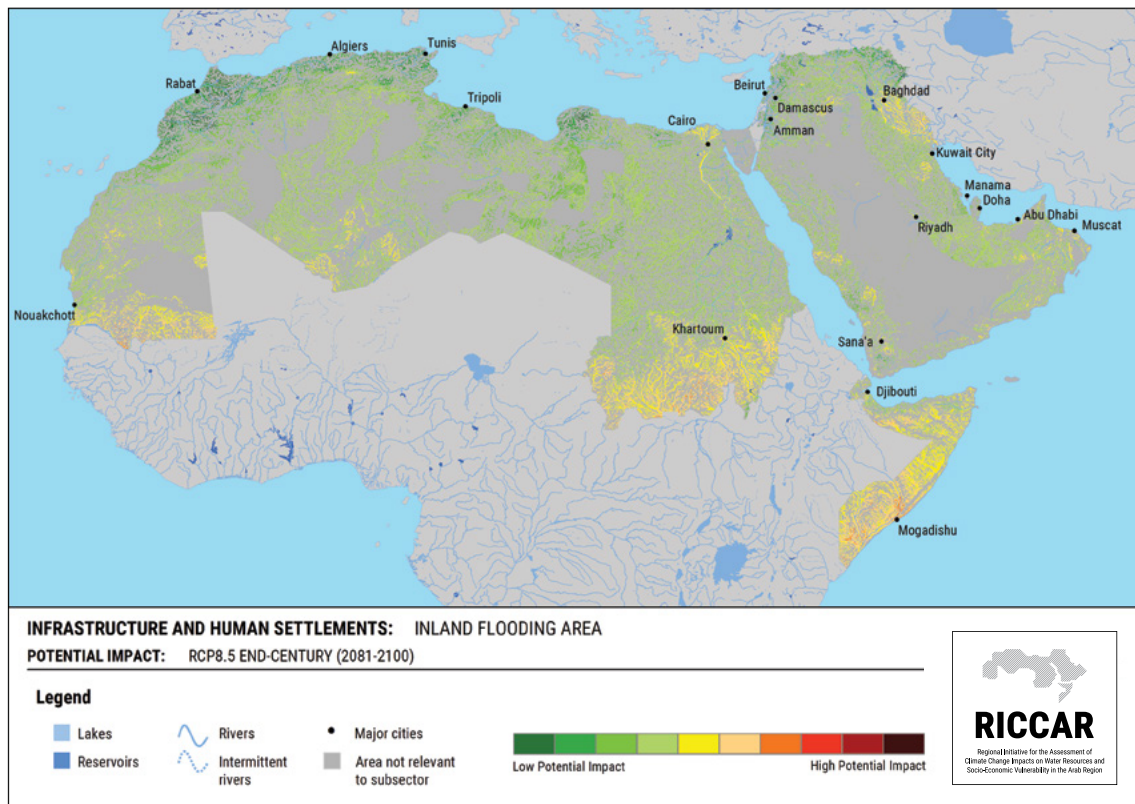 Algiers
Tunis
Rabat
Tripoli
Beirut
Damascus
Amman
Baghdad
Cairo
Kuwait City
Manama
Doha
Abu Dhabi
Muscat
Riyadh
Nouakchott
Khartoum
Sana'a
Djibouti
Mogadishu
INFRASTRUCTURE AND HUMAN SETTLEMENTS: INLAND FLOODING AREA
POTENTIAL IMPACT: RCP8.5 END-CENTURY (2081-2100)
Legend
Lakes
Reservoirs
Rivers
Intermittent
rivers
Major cities
Area not relevant
to subsector
Low Potential Impact
High Potential Impact
RICCAR
Regional Initiative for the Assessment of
Climate Change Impacts on Water Resources and
Socio-Economic Vulnerability in the Arab Region